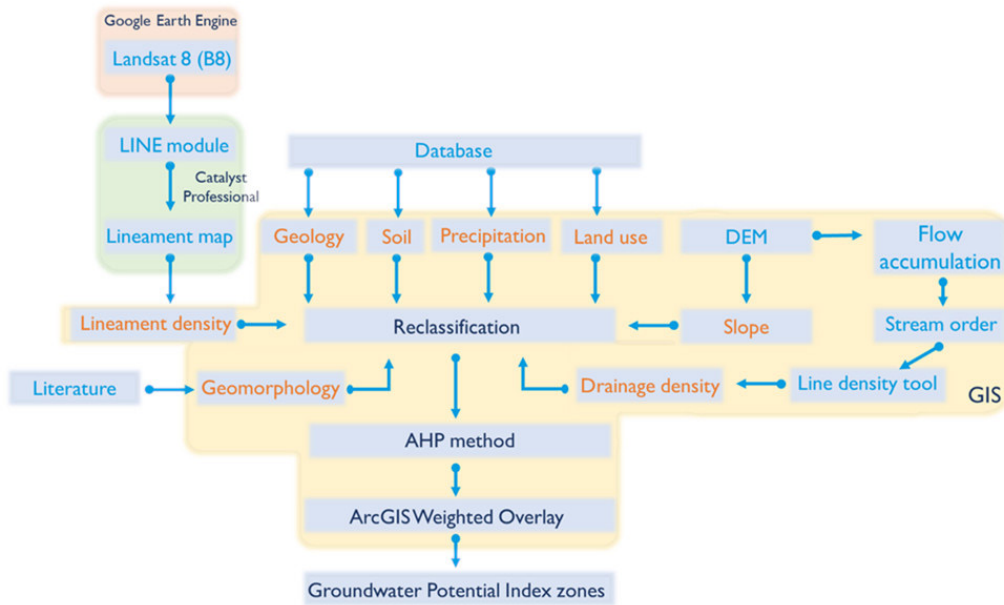 Google Earth Engine
Landsat 8 (B8)
LINE module
Catalyst
Professional
Lineament map
Database
Geology
Soil
Precipitation
Land use
DEM
Flow
accumulation
Lineament density
Reclassification
Slope
Stream order
Literature
Geomorphology
Drainage density
Line density tool
GIS
AHP method
ArcGIS Weighted Overlay
Groundwater Potential Index zones